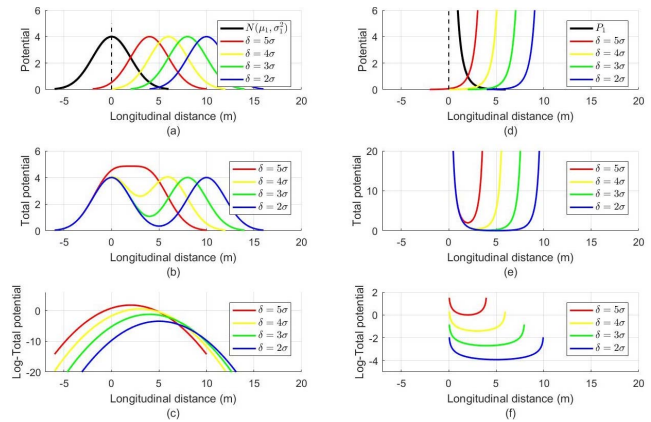 6
4
2
0
Potential
-5 0 5 10 15 20
Longitudinal distance (m)
(a)
N(μ₁, σ₁²)
δ = 5σ
δ = 4σ
δ = 3σ
δ = 2σ
6
4
2
0
Potential
-5 0 5 10 15 20
Longitudinal distance (m)
(d)
P₁
δ = 5σ
δ = 4σ
δ = 3σ
δ = 2σ
6
4
2
0
Total potential
-5 0 5 10 15 20
Longitudinal distance (m)
(b)
δ = 5σ
δ = 4σ
δ = 3σ
δ = 2σ
20
10
0
Total potential
-5 0 5 10 15 20
Longitudinal distance (m)
(e)
δ = 5σ
δ = 4σ
δ = 3σ
δ = 2σ
0
-10
-20
Log-Total potential
-5 0 5 10 15 20
Longitudinal distance (m)
(c)
δ = 5σ
δ = 4σ
δ = 3σ
δ = 2σ
2
0
-2
-4
Log-Total potential
-5 0 5 10 15 20
Longitudinal distance (m)
(f)
δ = 5σ
δ = 4σ
δ = 3σ
δ = 2σ